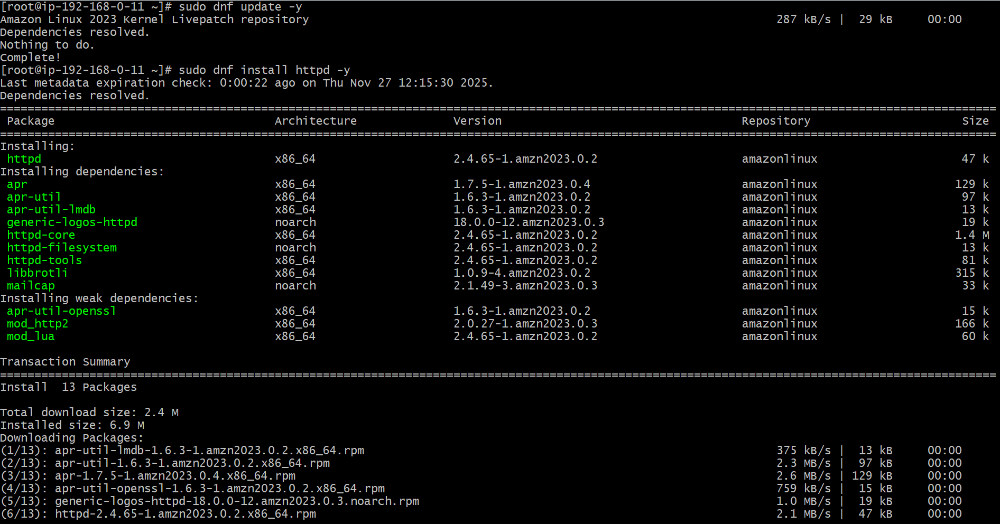 [root@ip-192-168-0-11 ~]# sudo dnf update -y
Amazon Linux 2023 Kernel Livepatch repository 287 kB/s | 29 kB 00:00
Dependencies resolved.
Nothing to do.
Complete!
[root@ip-192-168-0-11 ~]# sudo dnf install httpd -y
Last metadata expiration check: 0:00:22 ago on Thu Nov 27 12:15:30 2025.
Dependencies resolved.
================================================================================
Package Architecture Version Repository Size
================================================================================
Installing:
httpd x86_64 2.4.65-1.amzn2023.0.2 amazonlinux 47 k
Installing dependencies:
apr x86_64 1.7.5-1.amzn2023.0.4 amazonlinux 129 k
apr-util x86_64 1.6.3-1.amzn2023.0.2 amazonlinux 97 k
apr-util-lmdb x86_64 1.6.3-1.amzn2023.0.2 amazonlinux 13 k
generic-logos-httpd noarch 18.0.0-12.amzn2023.0.3 amazonlinux 19 k
httpd-core x86_64 2.4.65-1.amzn2023.0.2 amazonlinux 1.4 M
httpd-filesystem noarch 2.4.65-1.amzn2023.0.2 amazonlinux 13 k
httpd-tools x86_64 2.4.65-1.amzn2023.0.2 amazonlinux 81 k
libbrotli x86_64 1.0.9-4.amzn2023.0.2 amazonlinux 315 k
mailcap noarch 2.1.49-3.amzn2023.0.3 amazonlinux 33 k
Installing weak dependencies:
apr-util-openssl x86_64 1.6.3-1.amzn2023.0.2 amazonlinux 15 k
mod_http2 x86_64 2.0.27-1.amzn2023.0.3 amazonlinux 166 k
mod_lua x86_64 2.4.65-1.amzn2023.0.2 amazonlinux 60 k
Transaction Summary
================================================================================
Install 13 Packages
Total download size: 2.4 M
Installed size: 6.9 M
Downloading Packages:
(1/13): apr-util-lmdb-1.6.3-1.amzn2023.0.2.x86_64.rpm 375 kB/s | 13 kB 00:00
(2/13): apr-util-1.6.3-1.amzn2023.0.2.x86_64.rpm 2.3 MB/s | 97 kB 00:00
(3/13): apr-1.7.5-1.amzn2023.0.4.x86_64.rpm 2.6 MB/s | 129 kB 00:00
(4/13): apr-util-openssl-1.6.3-1.amzn2023.0.2.x86_64.rpm 759 kB/s | 15 kB 00:00
(5/13): generic-logos-httpd-18.0.0-12.amzn2023.0.3.noarch.rpm 1.0 MB/s | 19 kB 00:00
(6/13): httpd-2.4.65-1.amzn2023.0.2.x86_64.rpm 2.1 MB/s | 47 kB 00:00